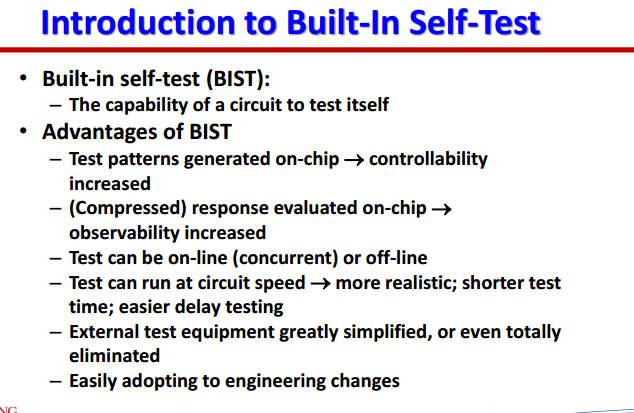 Introduction to Built-In Self-Test
• Built-in self-test (BIST):
– The capability of a circuit to test itself
• Advantages of BIST
– Test patterns generated on-chip → controllability
increased
– (Compressed) response evaluated on-chip →
observability increased
– Test can be on-line (concurrent) or off-line
– Test can run at circuit speed → more realistic; shorter test
time; easier delay testing
– External test equipment greatly simplified, or even totally
eliminated
– Easily adopting to engineering changes
NG